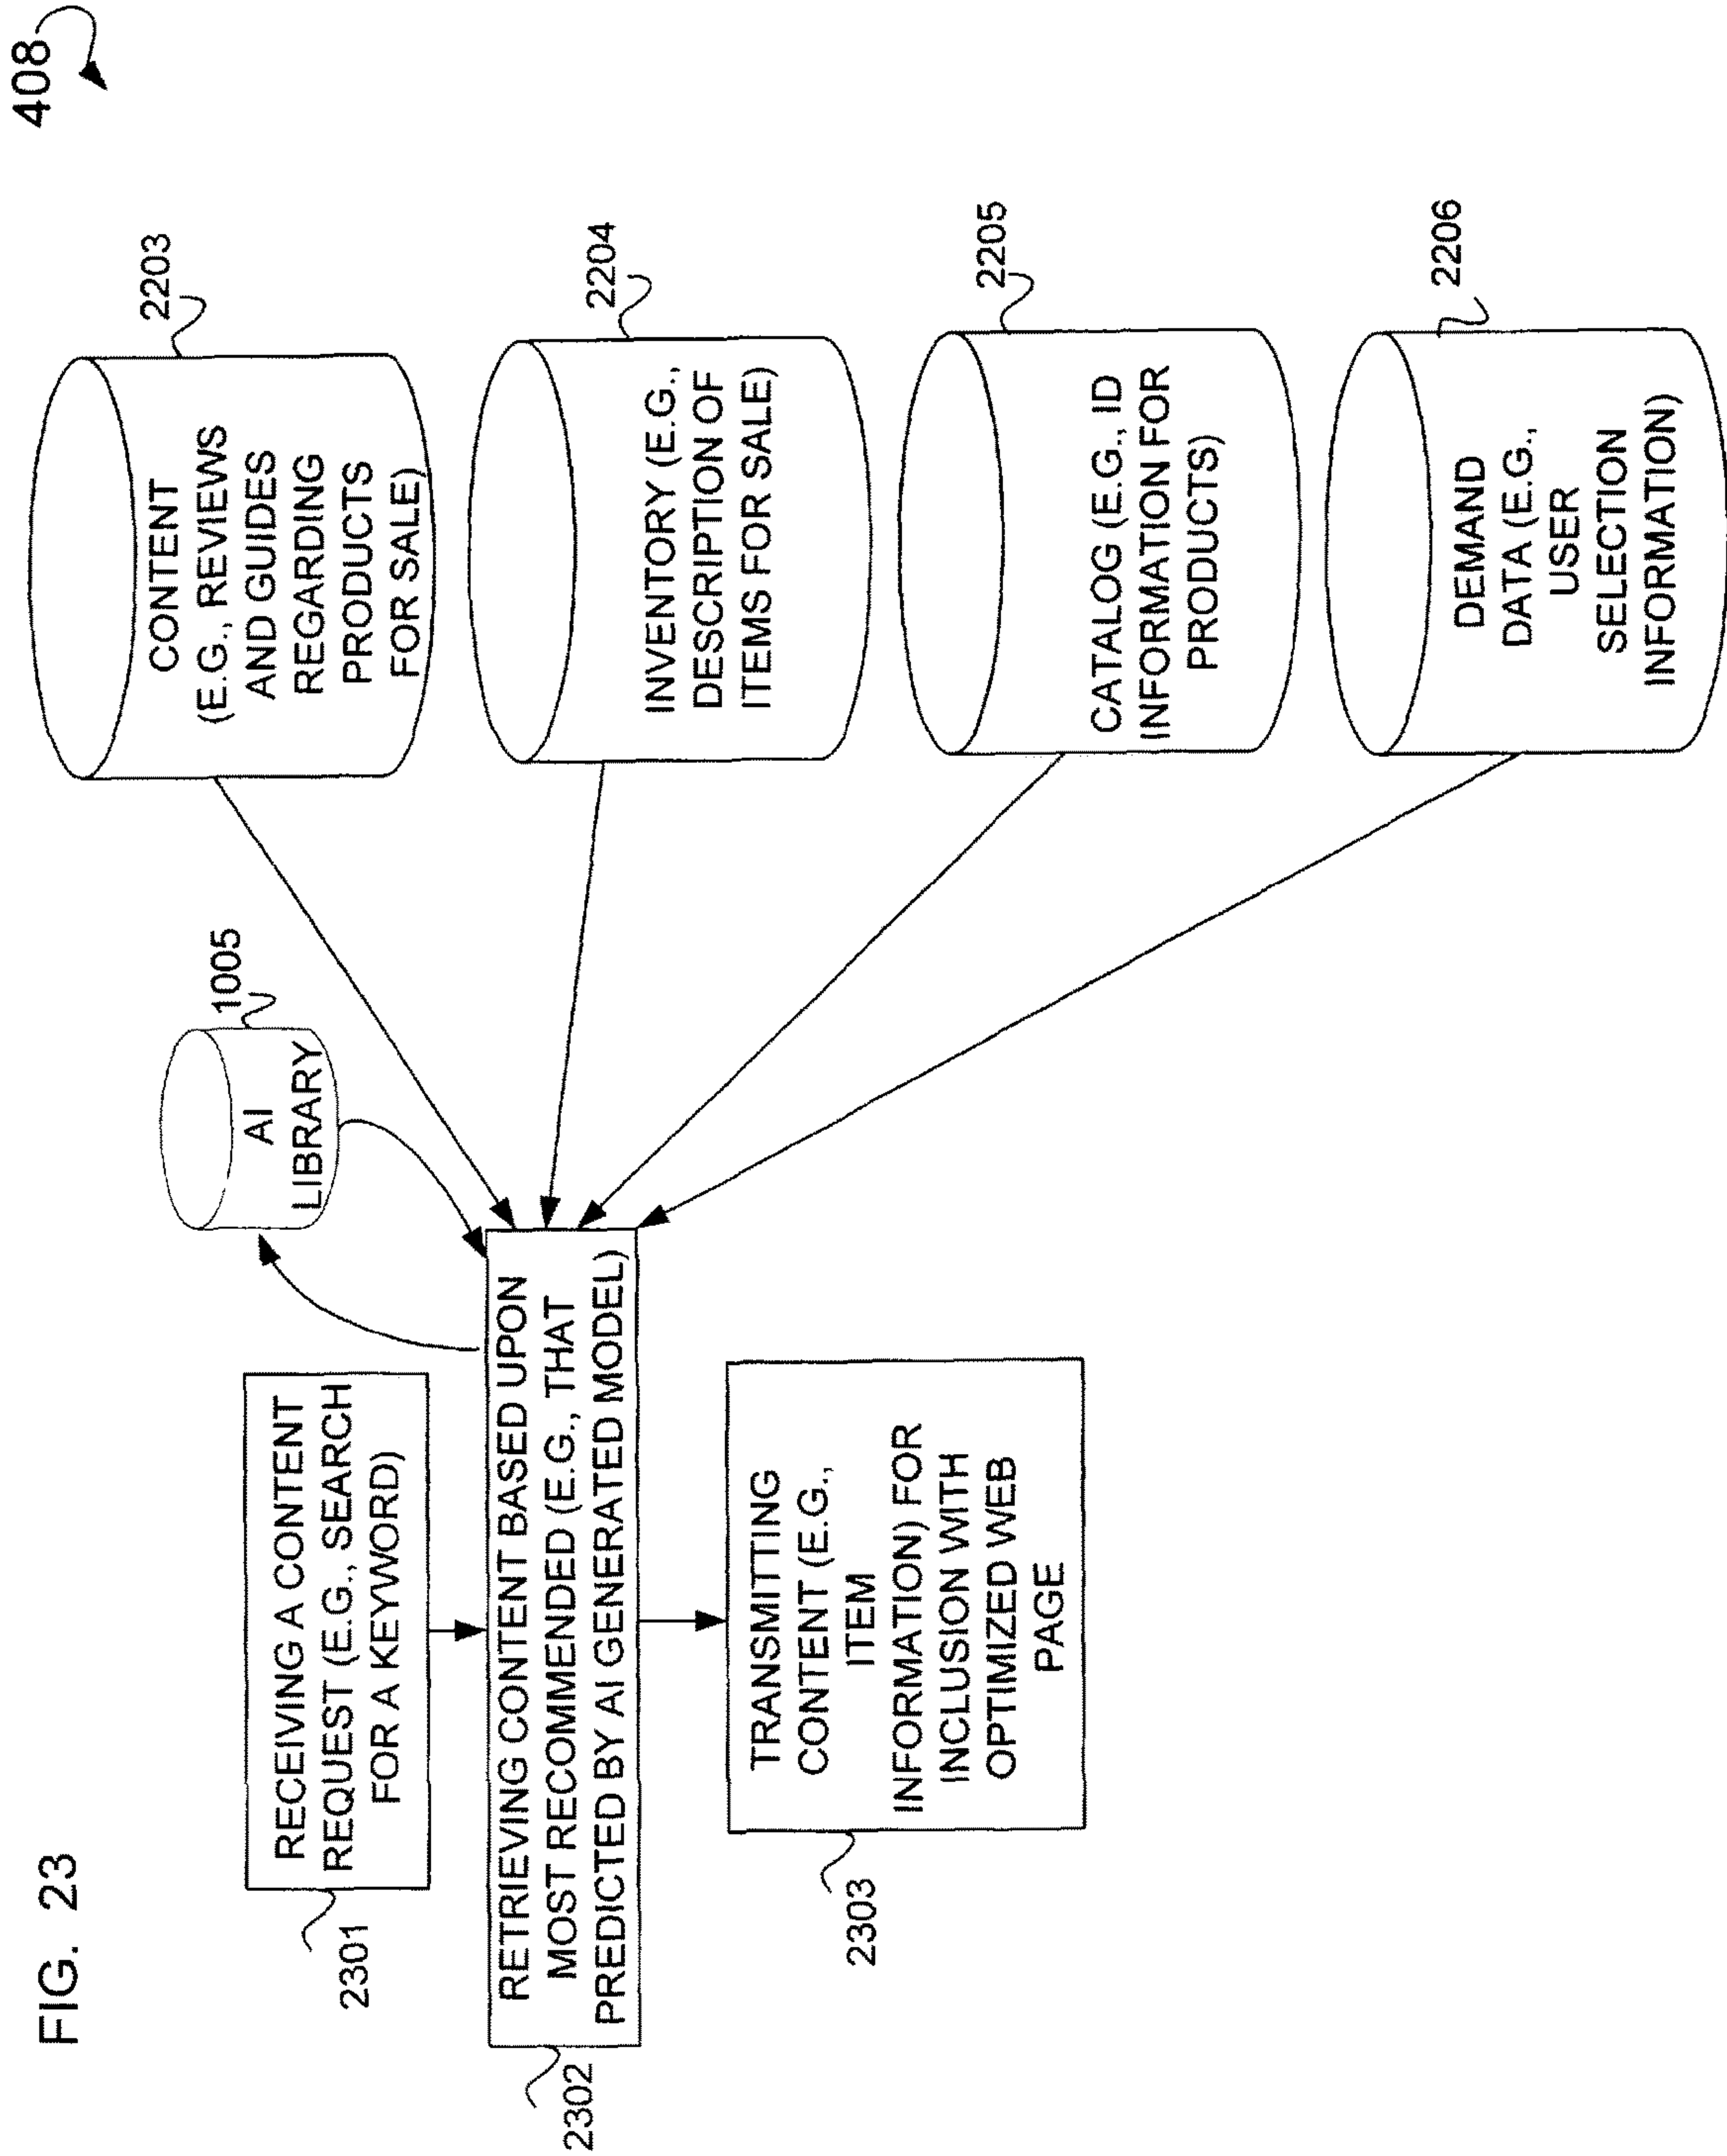 FIG. 23
408
RECEIVING A CONTENT
REQUEST (E.G., SEARCH
FOR A KEYWORD)
2301
RETRIEVING CONTENT BASED UPON
MOST RECOMMENDED (E.G., THAT
PREDICTED BY AI GENERATED MODEL)
2302
TRANSMITTING
CONTENT (E.G.,
ITEM
INFORMATION) FOR
INCLUSION WITH
OPTIMIZED WEB
PAGE
2303
AI
LIBRARY
1005
CONTENT
(E.G., REVIEWS
AND GUIDES
REGARDING
PRODUCTS
FOR SALE)
2203
INVENTORY (E.G.,
DESCRIPTION OF
ITEMS FOR SALE)
2204
CATALOG (E.G., ID
INFORMATION FOR
PRODUCTS)
2205
DEMAND
DATA (E.G.,
USER
SELECTION
INFORMATION)
2206